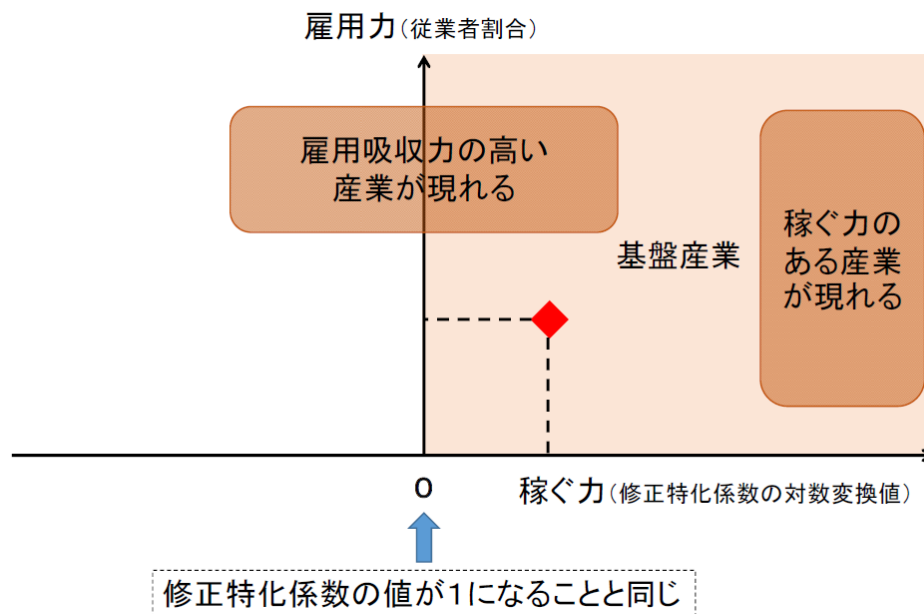 雇用力(従業者割合)
雇用吸収力の高い
産業が現れる
基盤産業
稼ぐ力の
ある産業
が現れる
0
稼ぐ力(修正特化係数の対数変換値)
修正特化係数の値が1になることと同じ